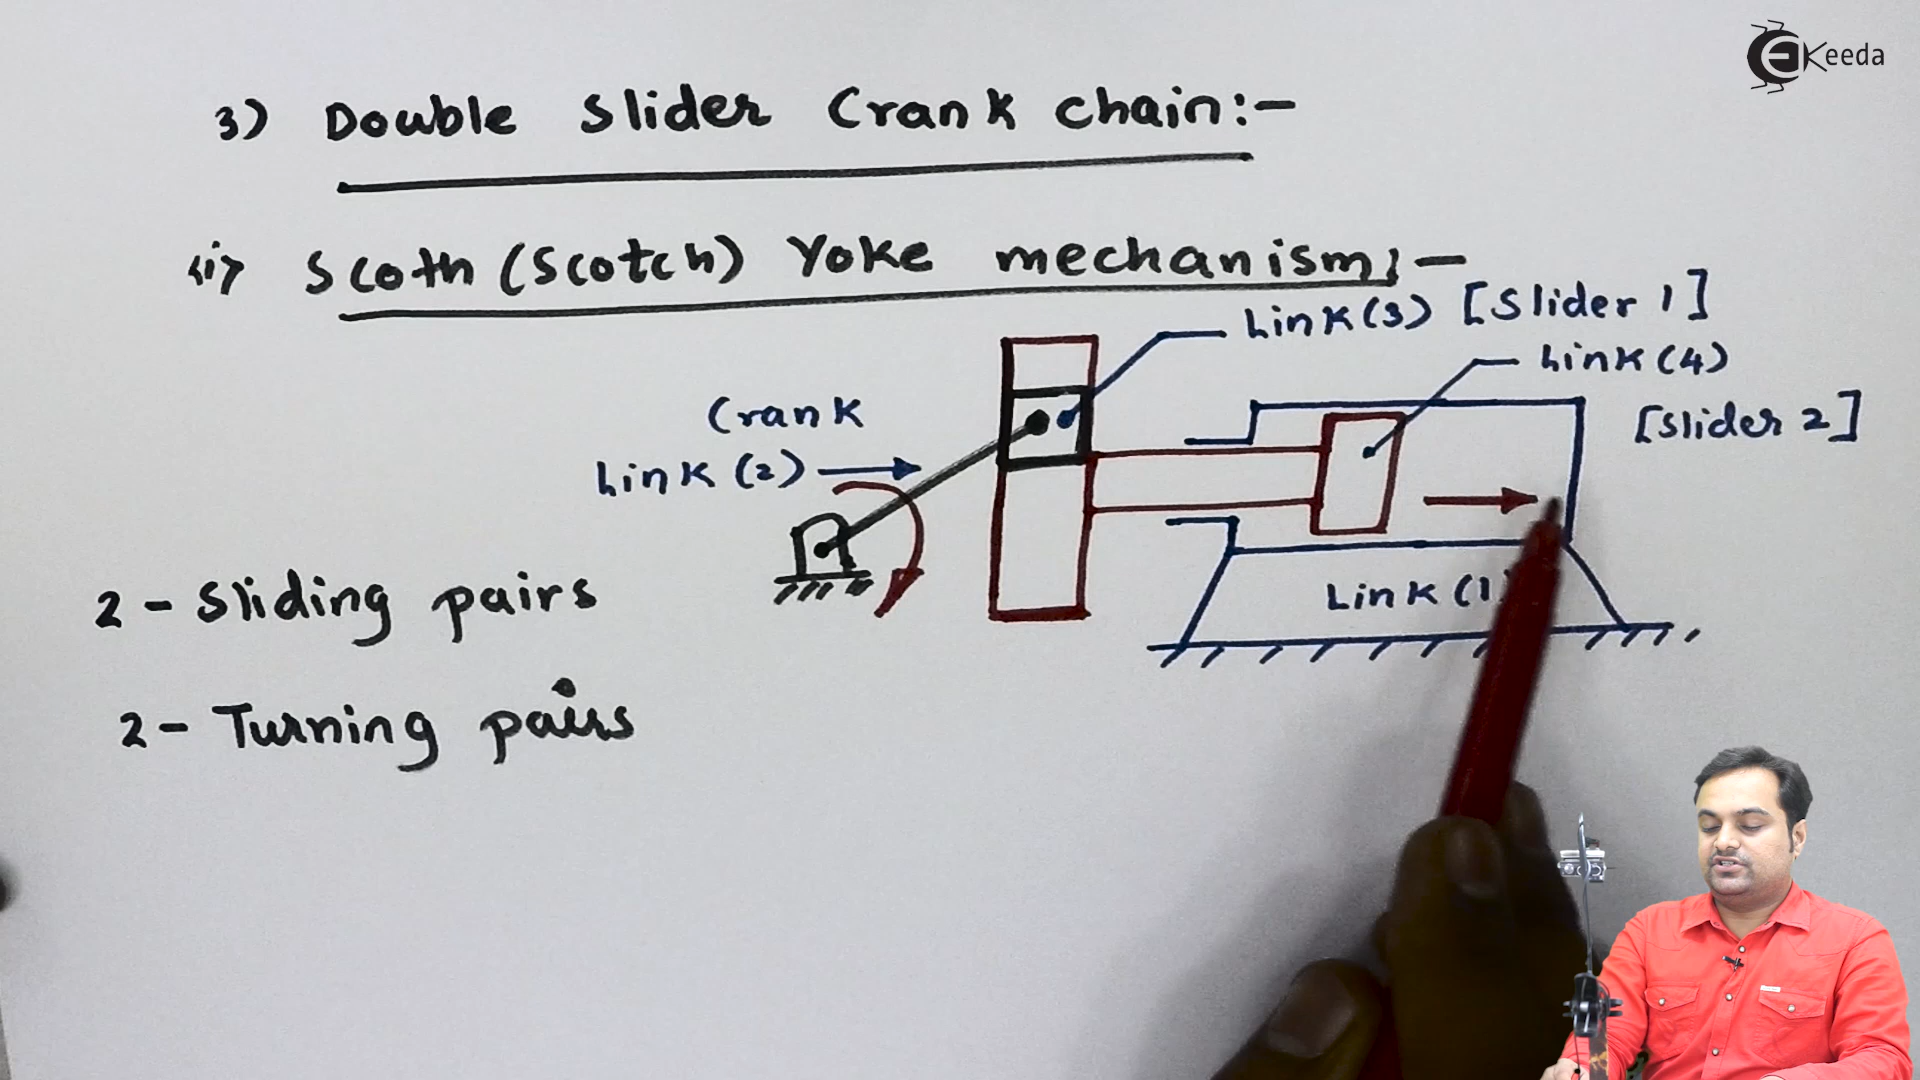 EKeeda
3) Double Slider Crank chain:-
ii) Scoth (Scotch) Yoke mechanism:-
Link(3) [Slider 1]
Link(4)
[Slider 2]
Crank
Link(2)
Link(1)
2 - Sliding pairs
2 - Turning pairs